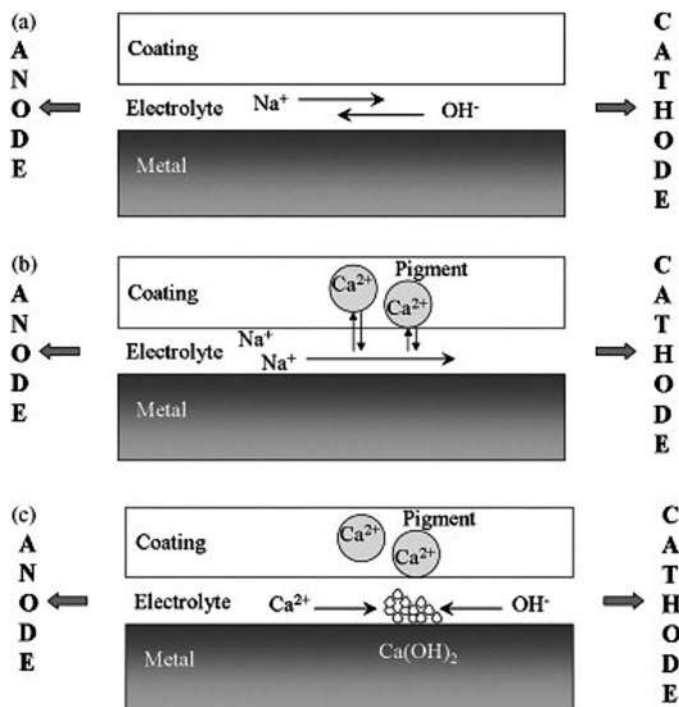 (a)
ANODE
Coating
Electrolyte Na⁺ OH⁻
Metal
CATHODE
(b)
ANODE
Pigment
Coating Ca²⁺ Ca²⁺
Na⁺
Electrolyte Na⁺
Metal
CATHODE
(c)
ANODE
Pigment
Coating Ca²⁺ Ca²⁺
Electrolyte Ca²⁺ OH⁻
Metal Ca(OH)₂
CATHODE